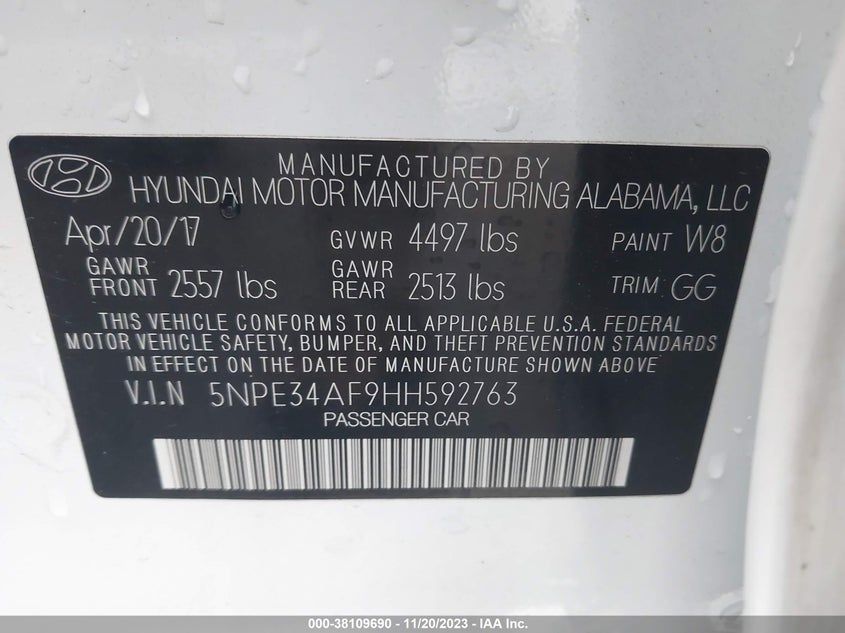 MANUFACTURED BY
HYUNDAI MOTOR MANUFACTURING ALABAMA, LLC
Apr/20/17 GVWR 4497 lbs PAINT W8
GAWR FRONT 2557 lbs GAWR REAR 2513 lbs TRIM: GG
THIS VEHICLE CONFORMS TO ALL APPLICABLE U.S.A. FEDERAL
MOTOR VEHICLE SAFETY, BUMPER, AND THEFT PREVENTION STANDARDS
IN EFFECT ON THE DATE OF MANUFACTURE SHOWN ABOVE
V.I.N 5NPE34AF9HH592763
PASSENGER CAR
000-38109690 - 11/20/2023 - IAA Inc.